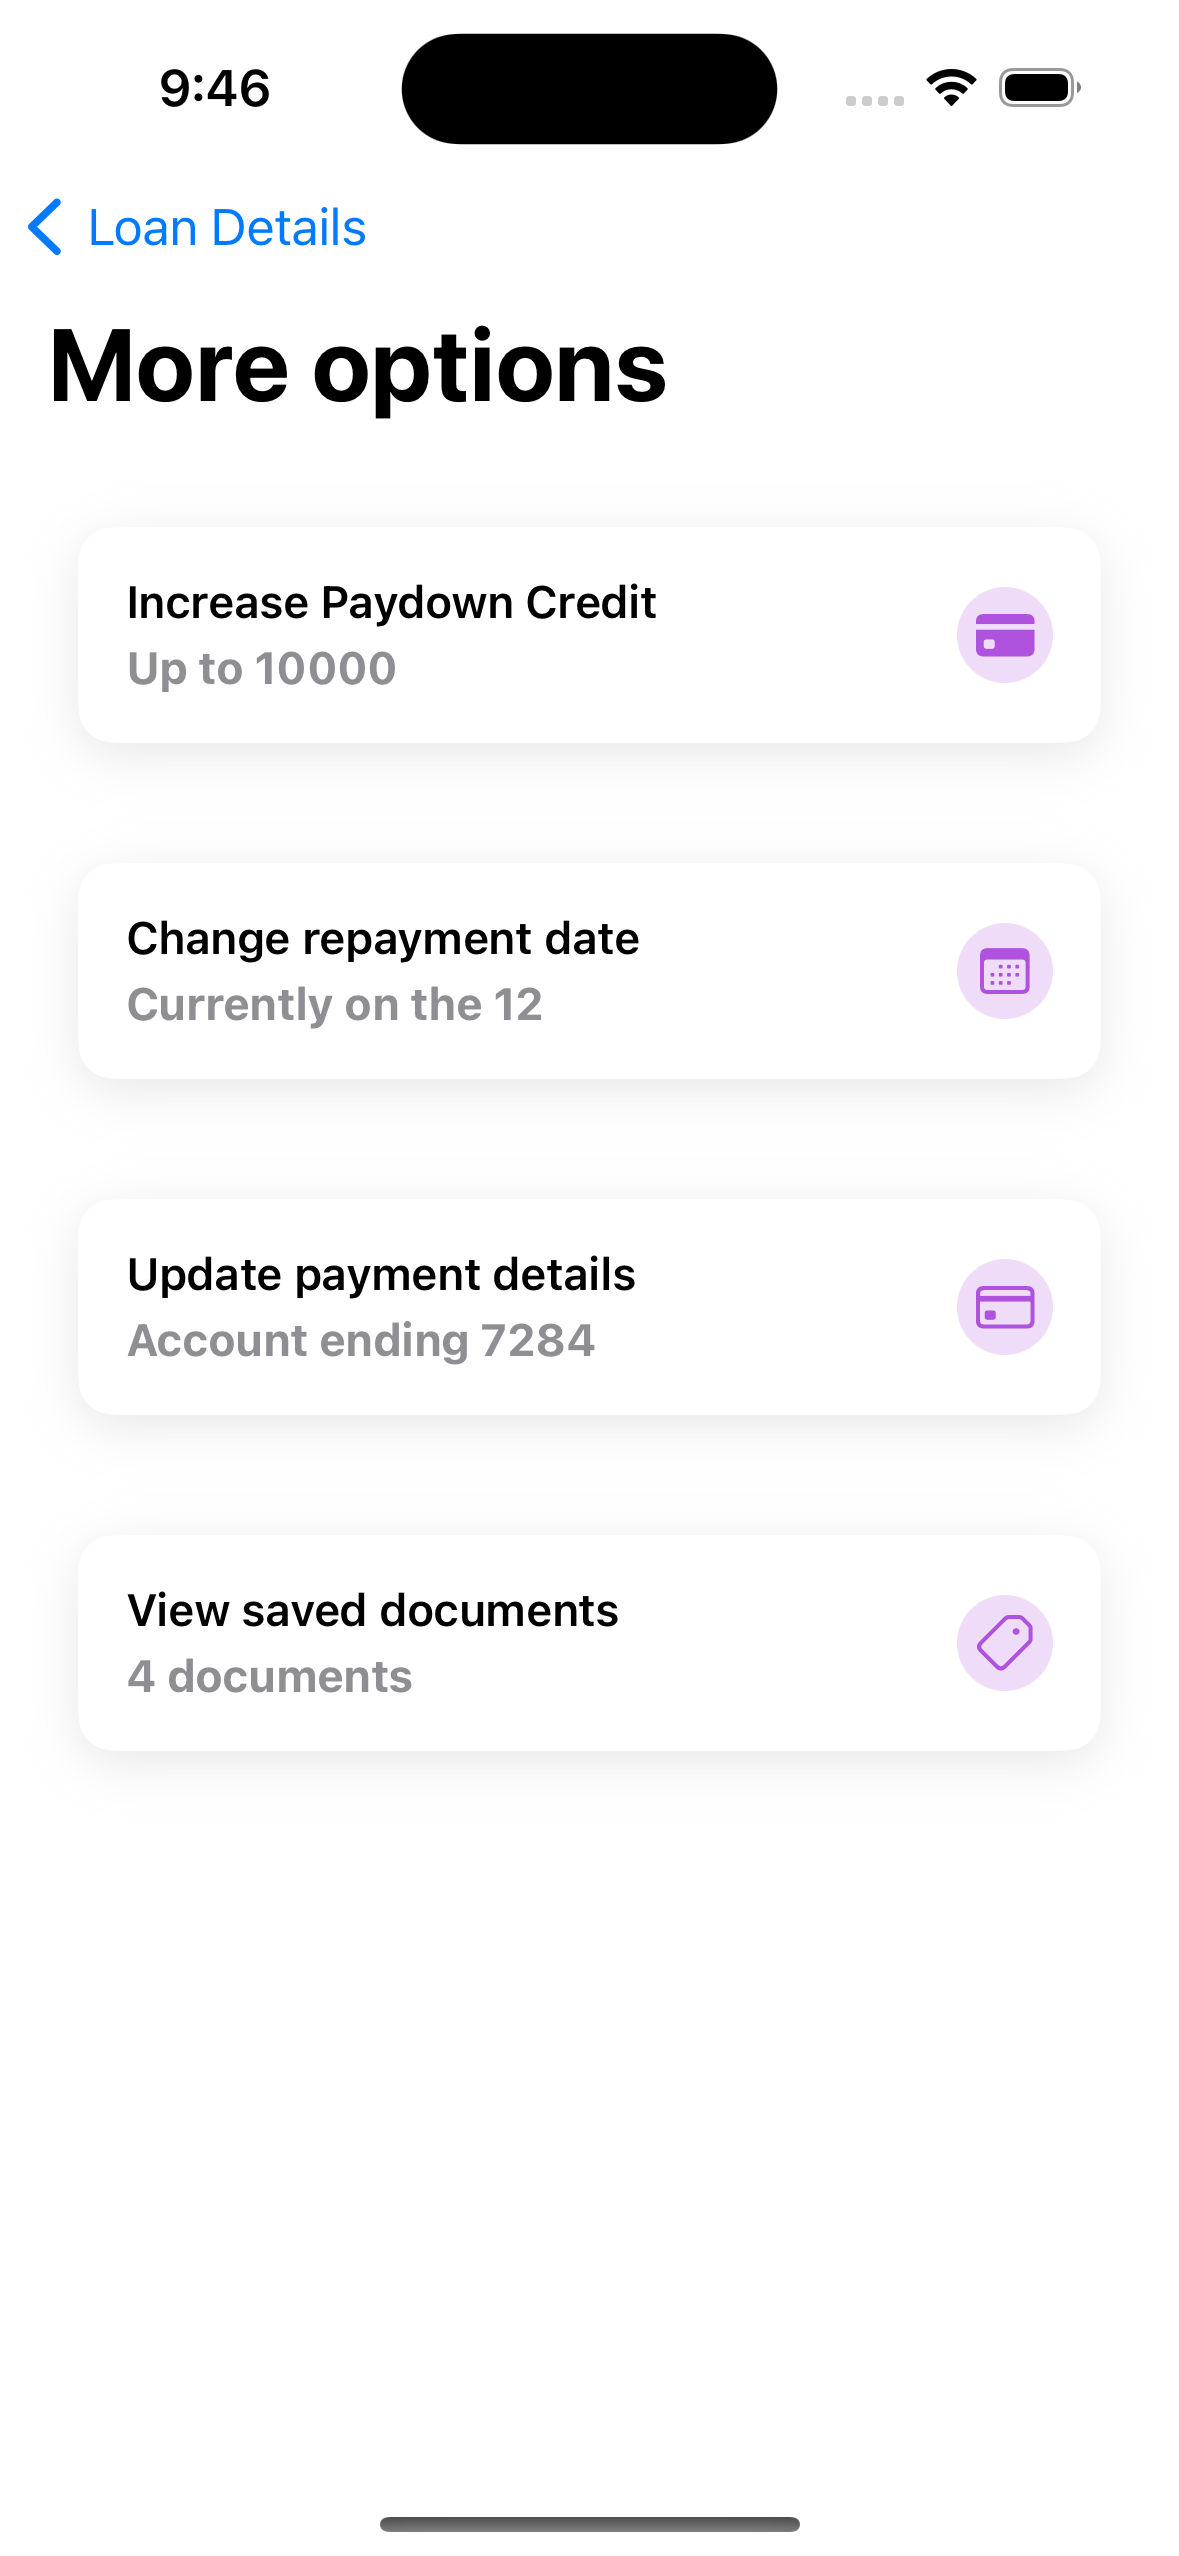 9:46
Loan Details
More options
Increase Paydown Credit
Up to 10000
Change repayment date
Currently on the 12
Update payment details
Account ending 7284
View saved documents
4 documents